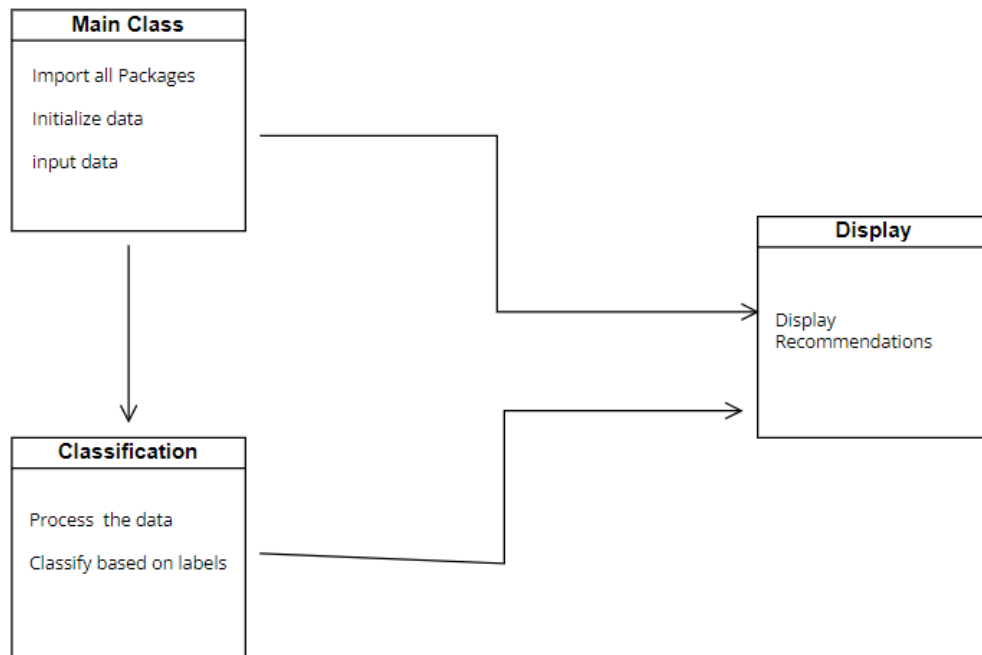 Main Class
Import all Packages
Initialize data
input data
Display
Display
Recommendations
Classification
Process  the data
Classify based on labels